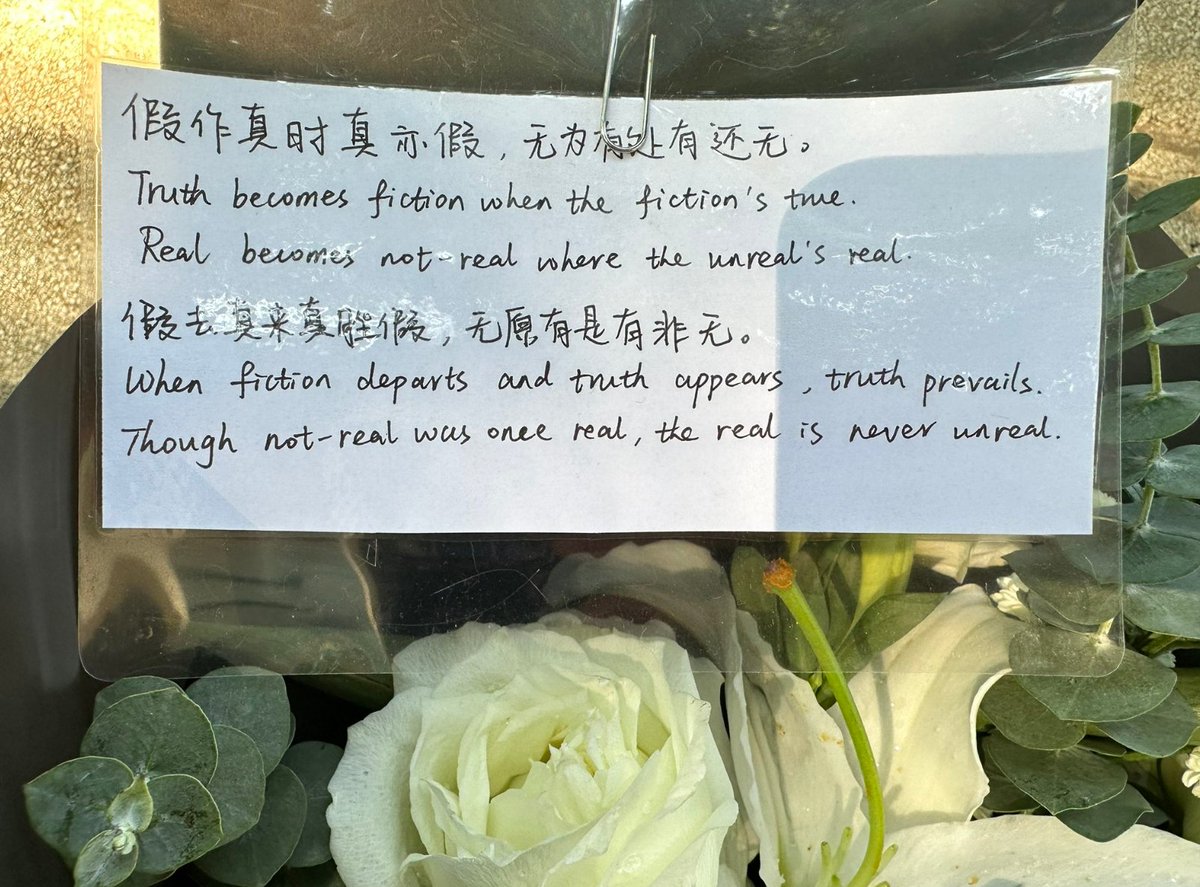 假作真时真亦假，无为有处有还无。
Truth becomes fiction when the fiction's true.
Real becomes not-real where the unreal's real.
假去真来真胜假，无原有是有非无。
When fiction departs and truth appears, truth prevails.
Though not-real was once real, the real is never unreal.